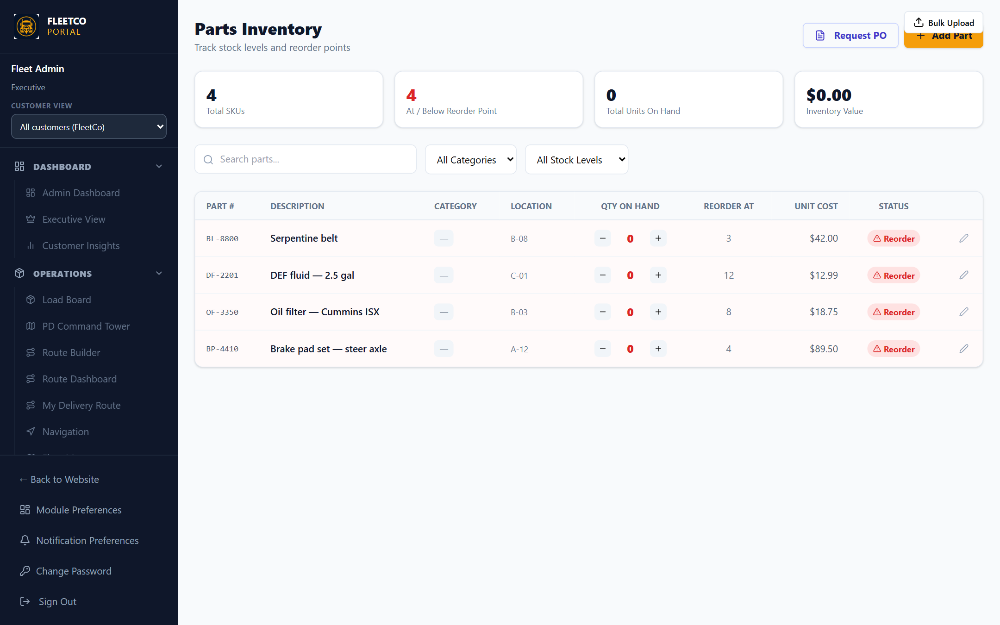 FLEETCO
PORTAL
Fleet Admin
Executive
CUSTOMER VIEW
All customers (FleetCo)
DASHBOARD
Admin Dashboard
Executive View
Customer Insights
OPERATIONS
Load Board
PD Command Tower
Route Builder
Route Dashboard
My Delivery Route
Navigation
← Back to Website
Module Preferences
Notification Preferences
Change Password
Sign Out
Parts Inventory
Track stock levels and reorder points
Request PO
Bulk Upload
+ Add Part
4
Total SKUs
4
At / Below Reorder Point
0
Total Units On Hand
$0.00
Inventory Value
Search parts...
All Categories
All Stock Levels
PART # DESCRIPTION CATEGORY LOCATION QTY ON HAND REORDER AT UNIT COST STATUS
BL-8800 Serpentine belt — B-08 − 0 + 3 $42.00 Reorder
DF-2201 DEF fluid — 2.5 gal — C-01 − 0 + 12 $12.99 Reorder
OF-3350 Oil filter — Cummins ISX — B-03 − 0 + 8 $18.75 Reorder
BP-4410 Brake pad set — steer axle — A-12 − 0 + 4 $89.50 Reorder